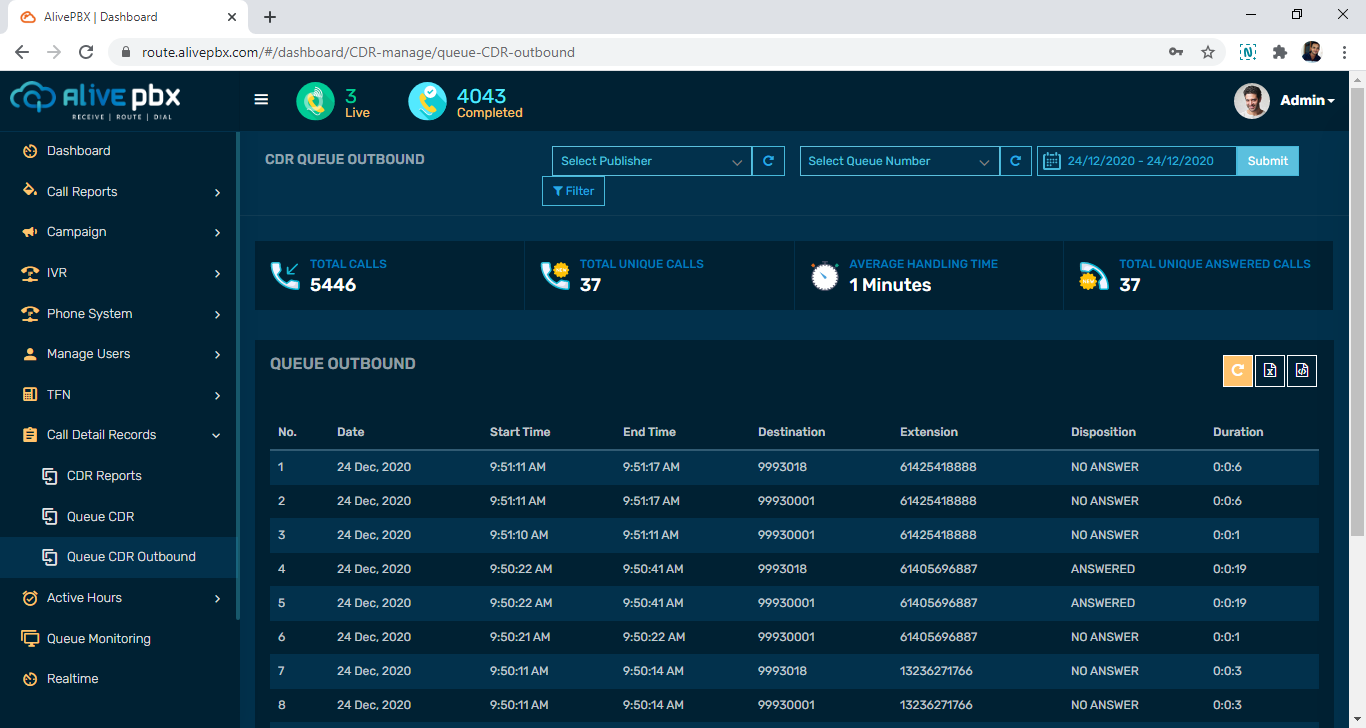 AlivePBX | Dashboard
route.alivepbx.com/#/dashboard/CDR-manage/queue-CDR-outbound
ALIVE pbx
RECEIVE | ROUTE | DIAL
3
Live
4043
Completed
Admin
Dashboard
Call Reports
Campaign
IVR
Phone System
Manage Users
TFN
Call Detail Records
CDR Reports
Queue CDR
Queue CDR Outbound
Active Hours
Queue Monitoring
Realtime
CDR QUEUE OUTBOUND
Select Publisher
Select Queue Number
24/12/2020 - 24/12/2020
Submit
Filter
TOTAL CALLS
5446
TOTAL UNIQUE CALLS
37
AVERAGE HANDLING TIME
1 Minutes
TOTAL UNIQUE ANSWERED CALLS
37
QUEUE OUTBOUND
No. Date Start Time End Time Destination Extension Disposition Duration
1 24 Dec, 2020 9:51:11 AM 9:51:17 AM 9993018 61425418888 NO ANSWER 0:0:6
2 24 Dec, 2020 9:51:11 AM 9:51:17 AM 99930001 61425418888 NO ANSWER 0:0:6
3 24 Dec, 2020 9:51:10 AM 9:51:11 AM 99930001 61425418888 NO ANSWER 0:0:1
4 24 Dec, 2020 9:50:22 AM 9:50:41 AM 9993018 61405696887 ANSWERED 0:0:19
5 24 Dec, 2020 9:50:22 AM 9:50:41 AM 99930001 61405696887 ANSWERED 0:0:19
6 24 Dec, 2020 9:50:21 AM 9:50:22 AM 99930001 61405696887 NO ANSWER 0:0:1
7 24 Dec, 2020 9:50:11 AM 9:50:14 AM 9993018 13236271766 NO ANSWER 0:0:3
8 24 Dec, 2020 9:50:11 AM 9:50:14 AM 99930001 13236271766 NO ANSWER 0:0:3